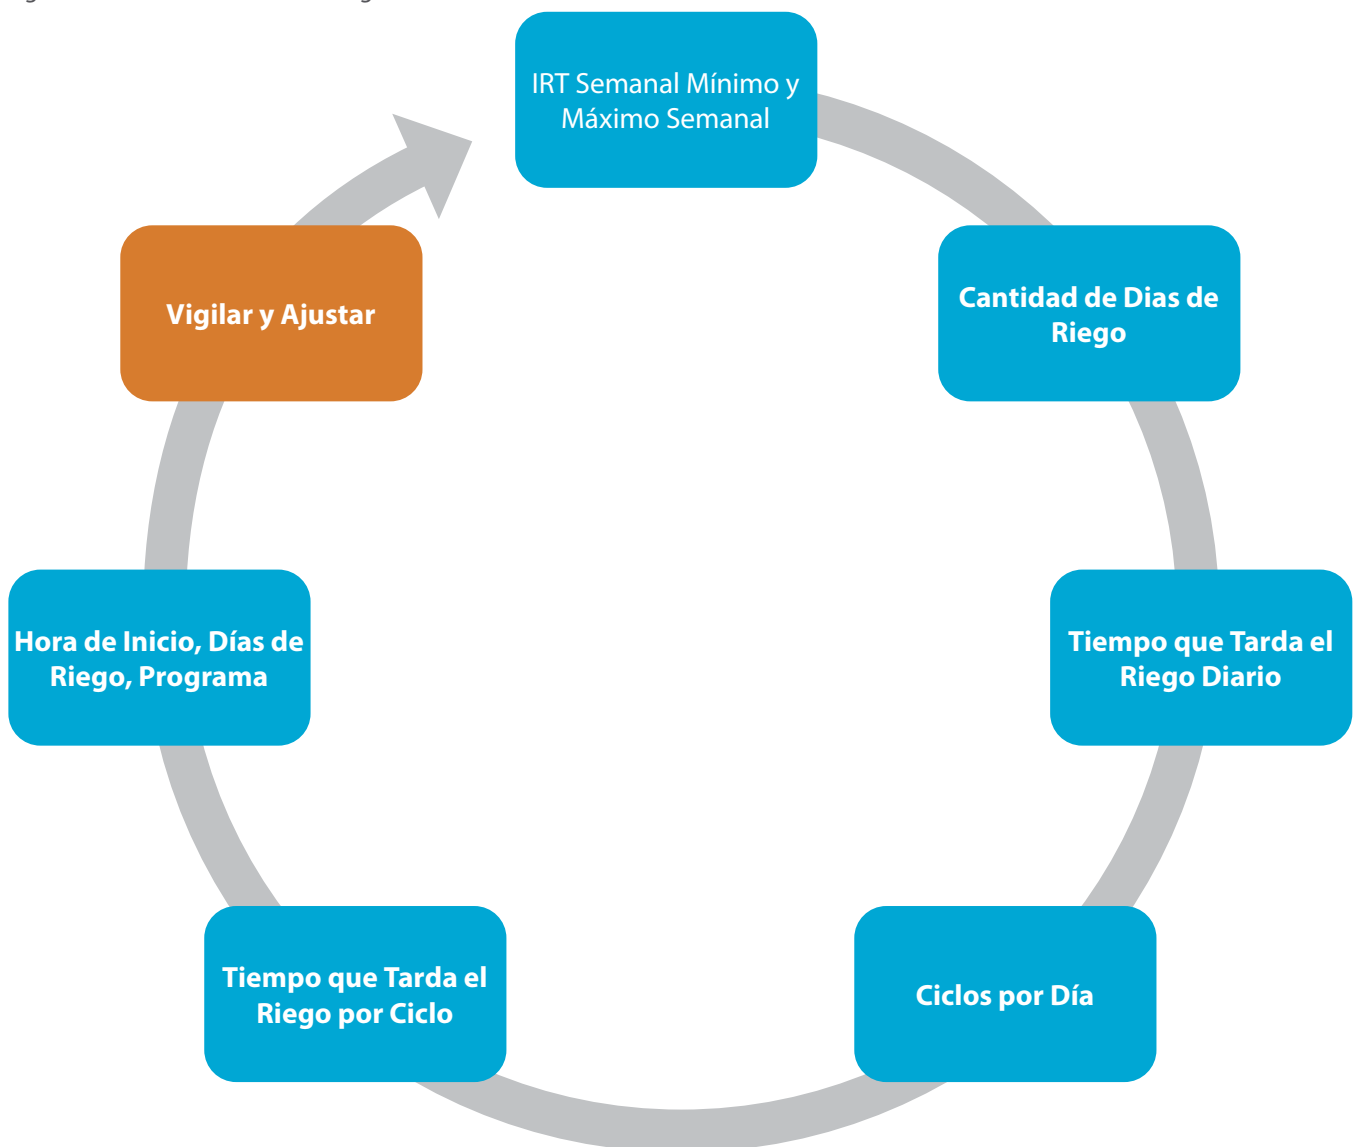 IRT Semanal Mínimo y
Máximo Semanal
Cantidad de Dias de
Riego
Tiempo que Tarda el
Riego Diario
Ciclos por Día
Tiempo que Tarda el
Riego por Ciclo
Hora de Inicio, Días de
Riego, Programa
Vigilar y Ajustar